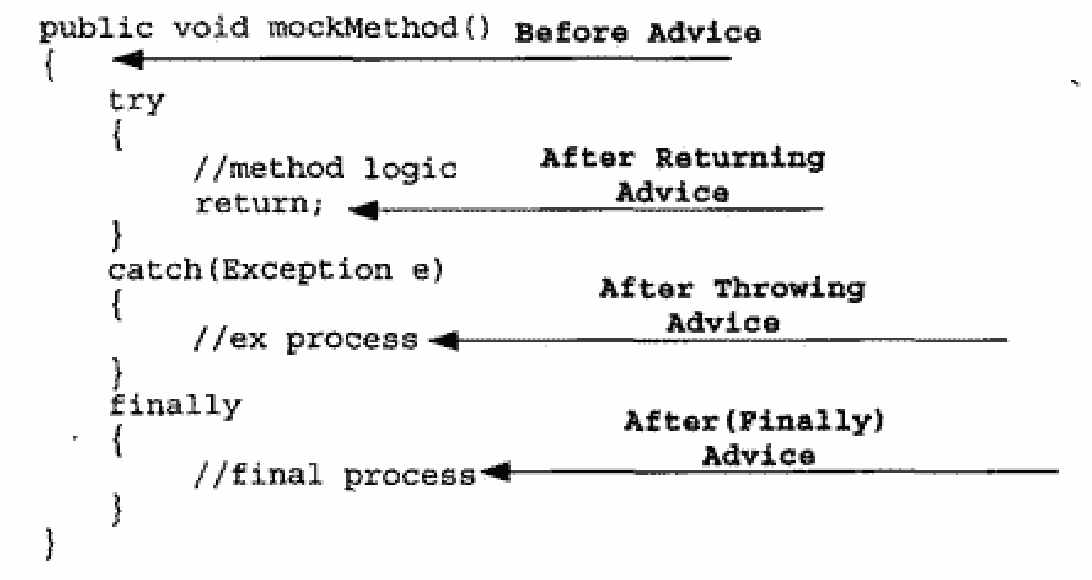 public void mockMethod() Before Advice
{
try
{
//method logic
After Returning
Advice
return;
}
catch(Exception e)
{
After Throwing
Advice
//ex process
}
finally
{
After(Finally)
Advice
//final process
}
}